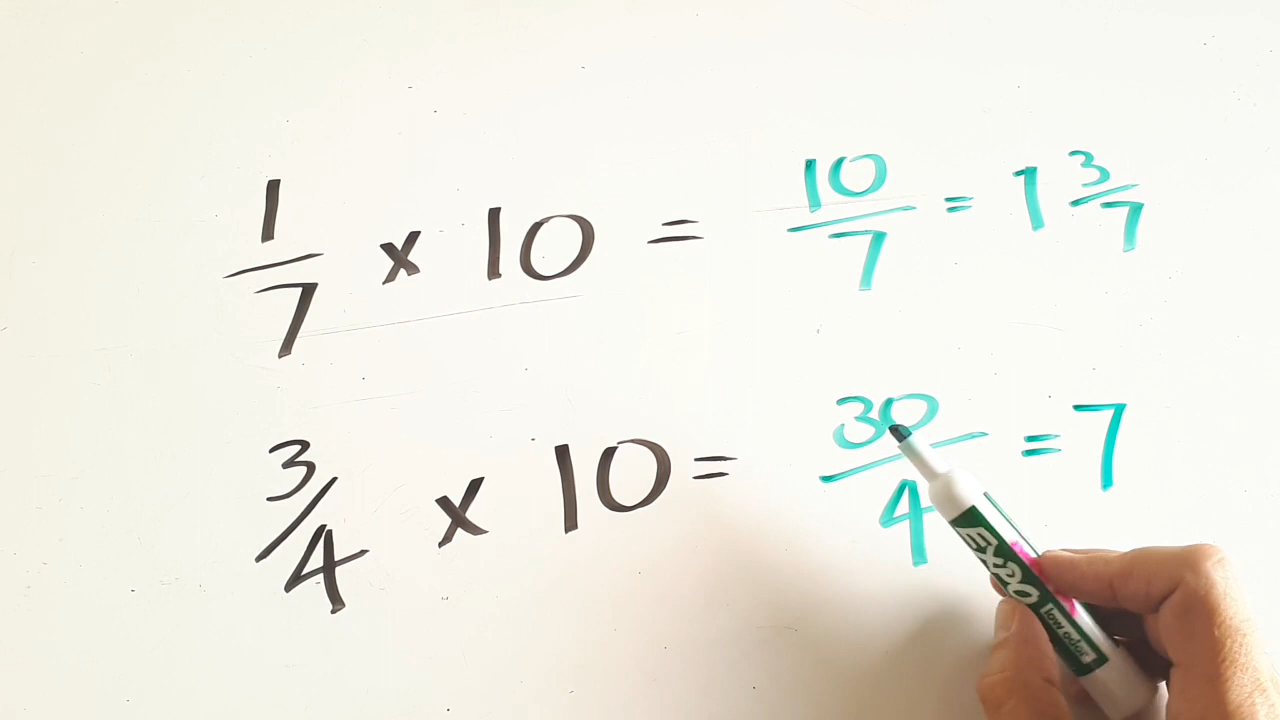 1/7 x 10 = 10/7 = 1 3/7
3/4 x 10 = 30/4 = 7
EXPO
low odor